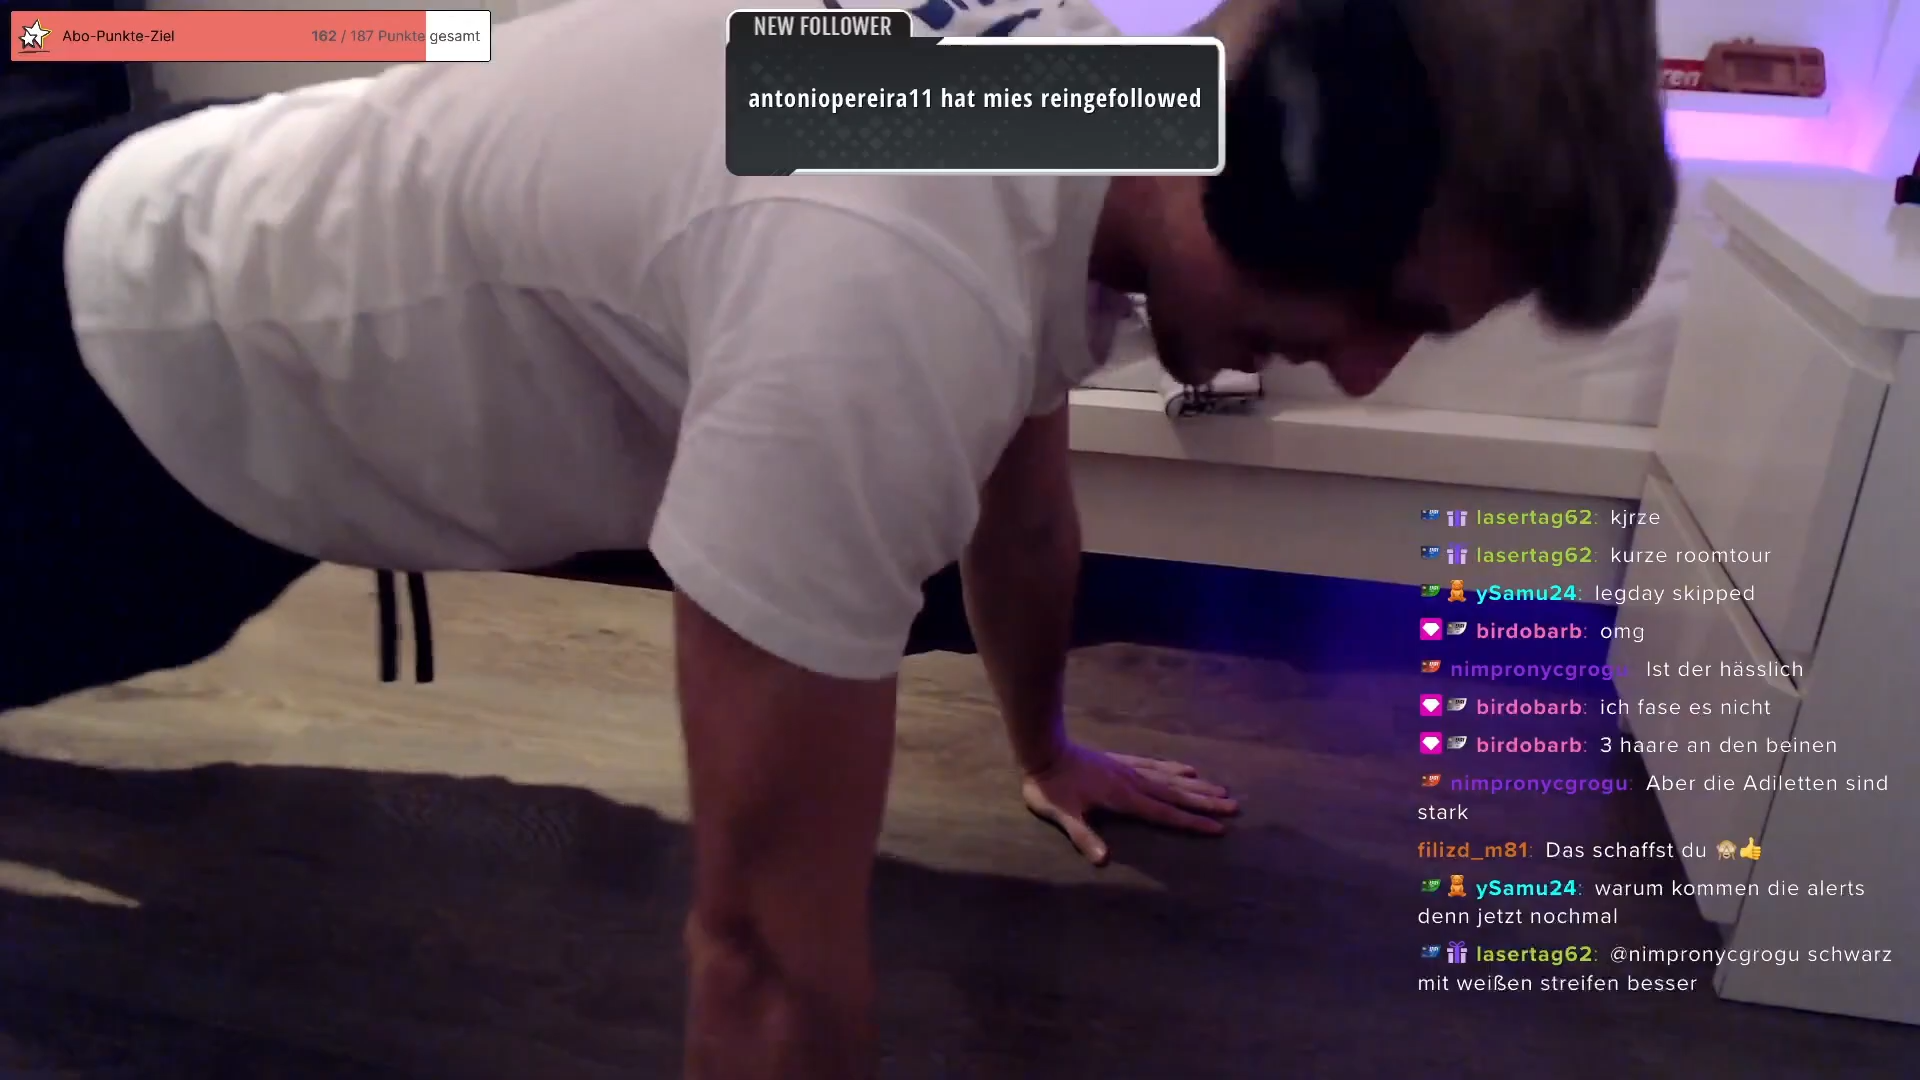 Abo-Punkte-Ziel
162 / 187 Punkte gesamt
NEW FOLLOWER
antoniopereira11 hat mies reingefollowed
ren
lasertag62: kjrze
lasertag62: kurze roomtour
ySamu24: legday skipped
birdobarb: omg
nimpronycgrogu: Ist der hässlich
birdobarb: ich fase es nicht
birdobarb: 3 haare an den beinen
nimpronycgrogu: Aber die Adiletten sind
stark
filizd_m81: Das schaffst du 🙈👍
ySamu24: warum kommen die alerts
denn jetzt nochmal
lasertag62: @nimpronycgrogu schwarz
mit weißen streifen besser